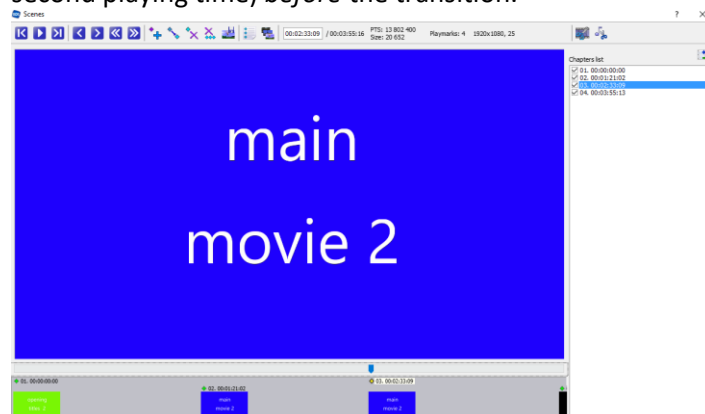 second playing time, before the transition.
Scenes
00:02:33:09 / 00:03:55:16 PTS: 13 802 400 Playmarks: 4 1920x1080, 25
Size: 20 652
Chapters list
01. 00:00:00:00
02. 00:01:21:02
03. 00:02:33:09
04. 00:03:55:13
main
movie 2
01. 00:00:00:00
02. 00:01:21:02
03. 00:02:33:09
opening
main
movie 2
main
movie 2